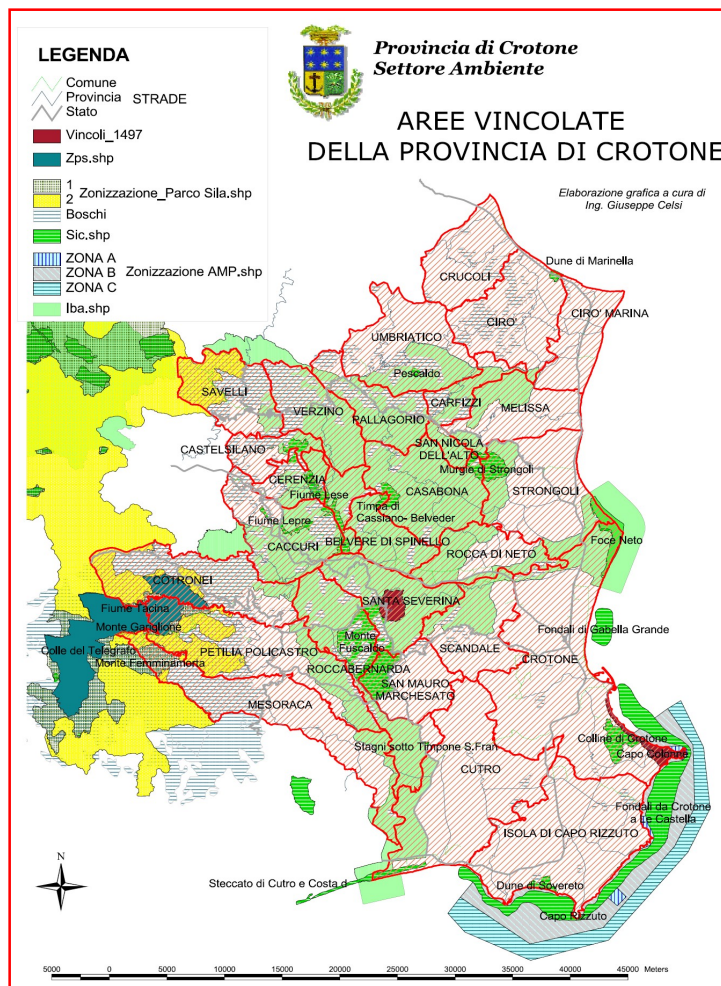 LEGENDA
Comune
Provincia STRADE
Stato
Vincoli_1497
Zps.shp
1
2 Zonizzazione_Parco Sila.shp
Boschi
Sic.shp
ZONA A
ZONA B Zonizzazione AMP.shp
ZONA C
Iba.shp
Provincia di Crotone
Settore Ambiente
AREE VINCOLATE
DELLA PROVINCIA DI CROTONE
Elaborazione grafica a cura di
Ing. Giuseppe Celsi
Dune di Marinella
CRUCOLI
CIRO'
CIRO' MARINA
UMBRIATICO
Pescaldo
SAVELLI
VERZINO
CARFIZZI
MELISSA
PALLAGORIO
CASTELSILANO
SAN NICOLA
DELL'ALTO
Murgie di Strongoli
CERENZIA
Fiume Lese
CASABONA
STRONGOLI
Timpa di
Cassiano- Belveder
Fiume Lepre
CACCURI
BELVERE DI SPINELLO
ROCCA DI NETO
Foce Neto
COTRONEI
Fiume Tacina
SANTA SEVERINA
Monte Ganglione
Fondali di Gabella Grande
Colle del Telegrafo
PETILIA POLICASTRO
Monte
Fuscaldo
SCANDALE
CROTONE
Monte Femminamorta
ROCCABERNARDA
SAN MAURO
MARCHESATO
MESORACA
Colline di Crotone
Stagni sotto Timpone S.Fran
Capo Colonne
CUTRO
Fondali da Crotone
a Le Castella
ISOLA DI CAPO RIZZUTO
Steccato di Cutro e Costa d
Dune di Sovereto
Capo Rizzuto
N
5000 0 5000 10000 15000 20000 25000 30000 35000 40000 45000 Meters